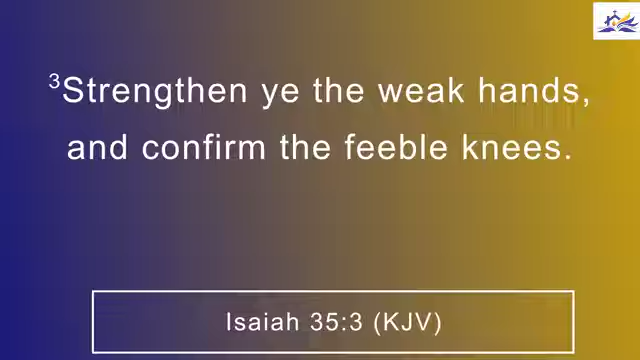 ³Strengthen ye the weak hands,
and confirm the feeble knees.
Isaiah 35:3 (KJV)